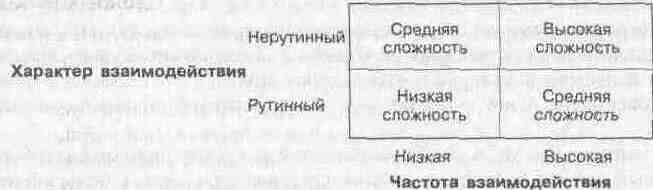 Нерутинный
Средняя
сложность
Высокая
сложность
Характер взаимодействия
Рутинный
Низкая
сложность
Средняя
сложность
Низкая
Высокая
Частота взаимодействия